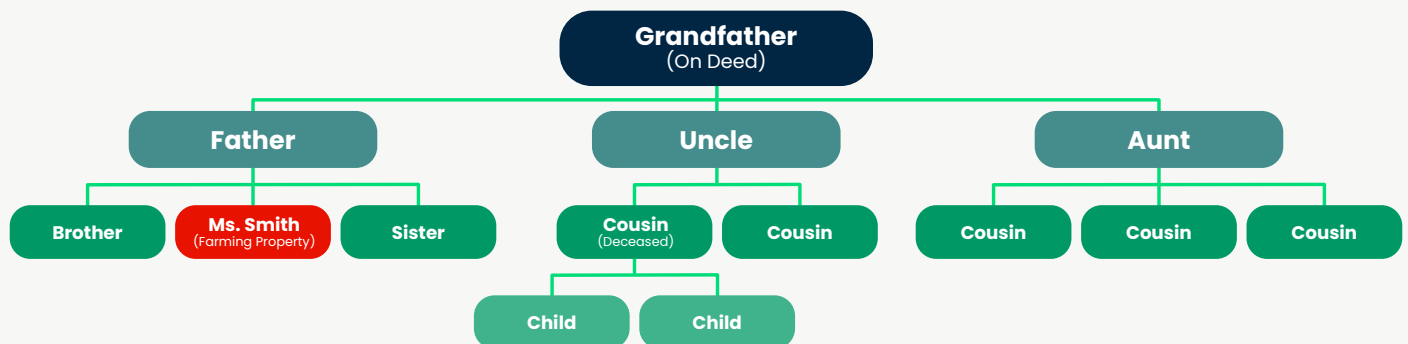 Grandfather
(On Deed)
Father
Uncle
Aunt
Brother
Ms. Smith
(Farming Property)
Sister
Cousin
(Deceased)
Cousin
Cousin
Cousin
Cousin
Child
Child